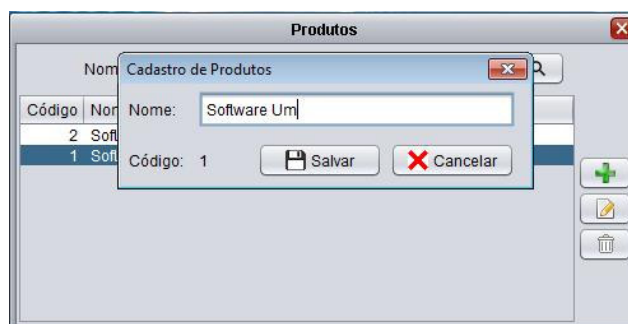 Produtos
Nom
Cadastro de Produtos
Nome: Software Um
Código: 1 Salvar Cancelar
Código Nor
2 Soft
1 Soft